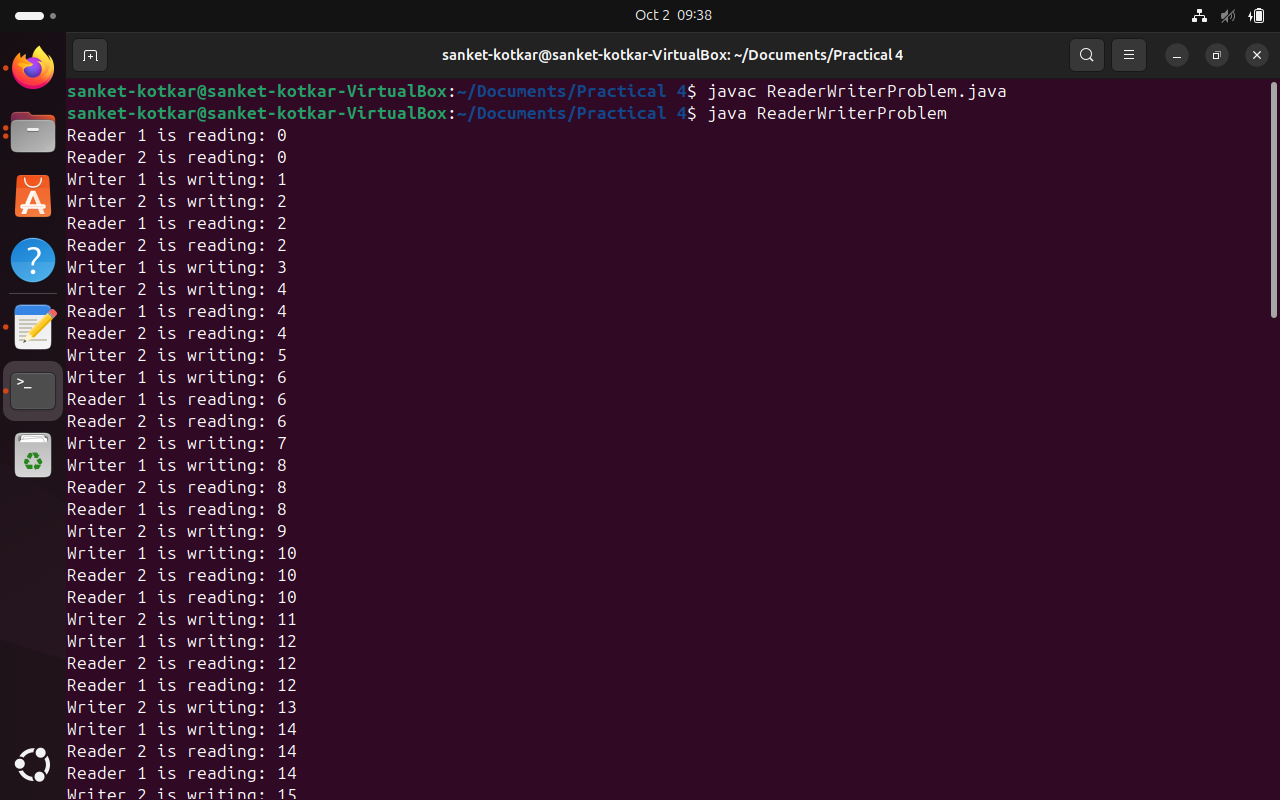 Oct 2 09:38
sanket-kotkar@sanket-kotkar-VirtualBox: ~/Documents/Practical 4
sanket-kotkar@sanket-kotkar-VirtualBox:~/Documents/Practical 4$ javac ReaderWriterProblem.java
sanket-kotkar@sanket-kotkar-VirtualBox:~/Documents/Practical 4$ java ReaderWriterProblem
Reader 1 is reading: 0
Reader 2 is reading: 0
Writer 1 is writing: 1
Writer 2 is writing: 2
Reader 1 is reading: 2
Reader 2 is reading: 2
Writer 1 is writing: 3
Writer 2 is writing: 4
Reader 1 is reading: 4
Reader 2 is reading: 4
Writer 2 is writing: 5
Writer 1 is writing: 6
Reader 1 is reading: 6
Reader 2 is reading: 6
Writer 2 is writing: 7
Writer 1 is writing: 8
Reader 2 is reading: 8
Reader 1 is reading: 8
Writer 2 is writing: 9
Writer 1 is writing: 10
Reader 2 is reading: 10
Reader 1 is reading: 10
Writer 2 is writing: 11
Writer 1 is writing: 12
Reader 2 is reading: 12
Reader 1 is reading: 12
Writer 2 is writing: 13
Writer 1 is writing: 14
Reader 2 is reading: 14
Reader 1 is reading: 14
Writer 2 is writing: 15